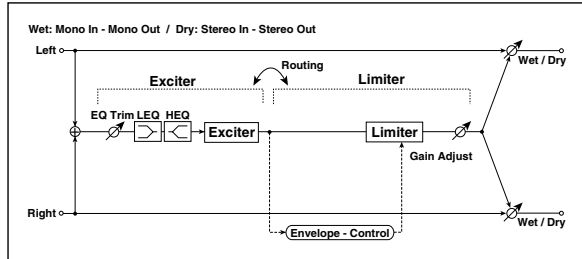 Wet: Mono In - Mono Out / Dry: Stereo In - Stereo Out
Left
Wet / Dry
Routing
Exciter
Limiter
EQ Trim LEQ HEQ
Exciter
Limiter
Gain Adjust
Right
Wet / Dry
Envelope - Control